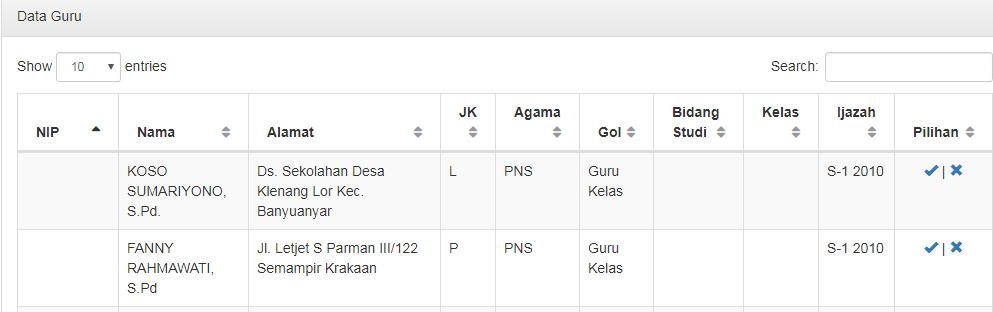 Data Guru
Show 10 entries Search:
NIP Nama Alamat JK Agama Gol Bidang Studi Kelas Ijazah Pilihan
KOSO SUMARIYONO, S.Pd. Ds. Sekolahan Desa Klenang Lor Kec. Banyuanyar L PNS Guru Kelas S-1 2010 |
FANNY RAHMAWATI, S.Pd Jl. Letjet S Parman III/122 Semampir Krakaan P PNS Guru Kelas S-1 2010 |